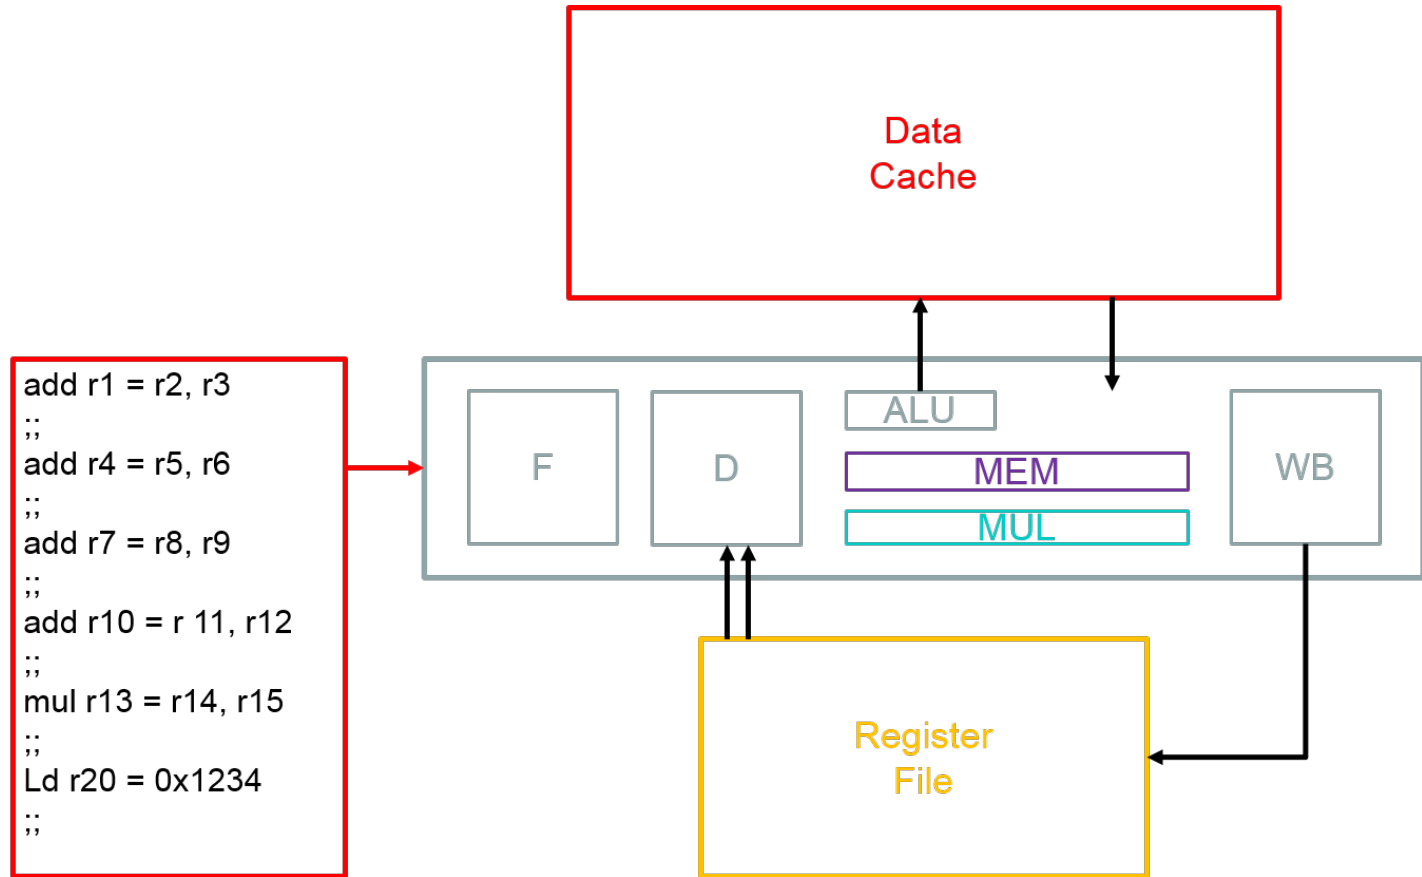 Data
Cache
add r1 = r2, r3
;;
add r4 = r5, r6
;;
add r7 = r8, r9
;;
add r10 = r 11, r12
;;
mul r13 = r14, r15
;;
Ld r20 = 0x1234
;;
F
D
ALU
MEM
MUL
WB
Register
File